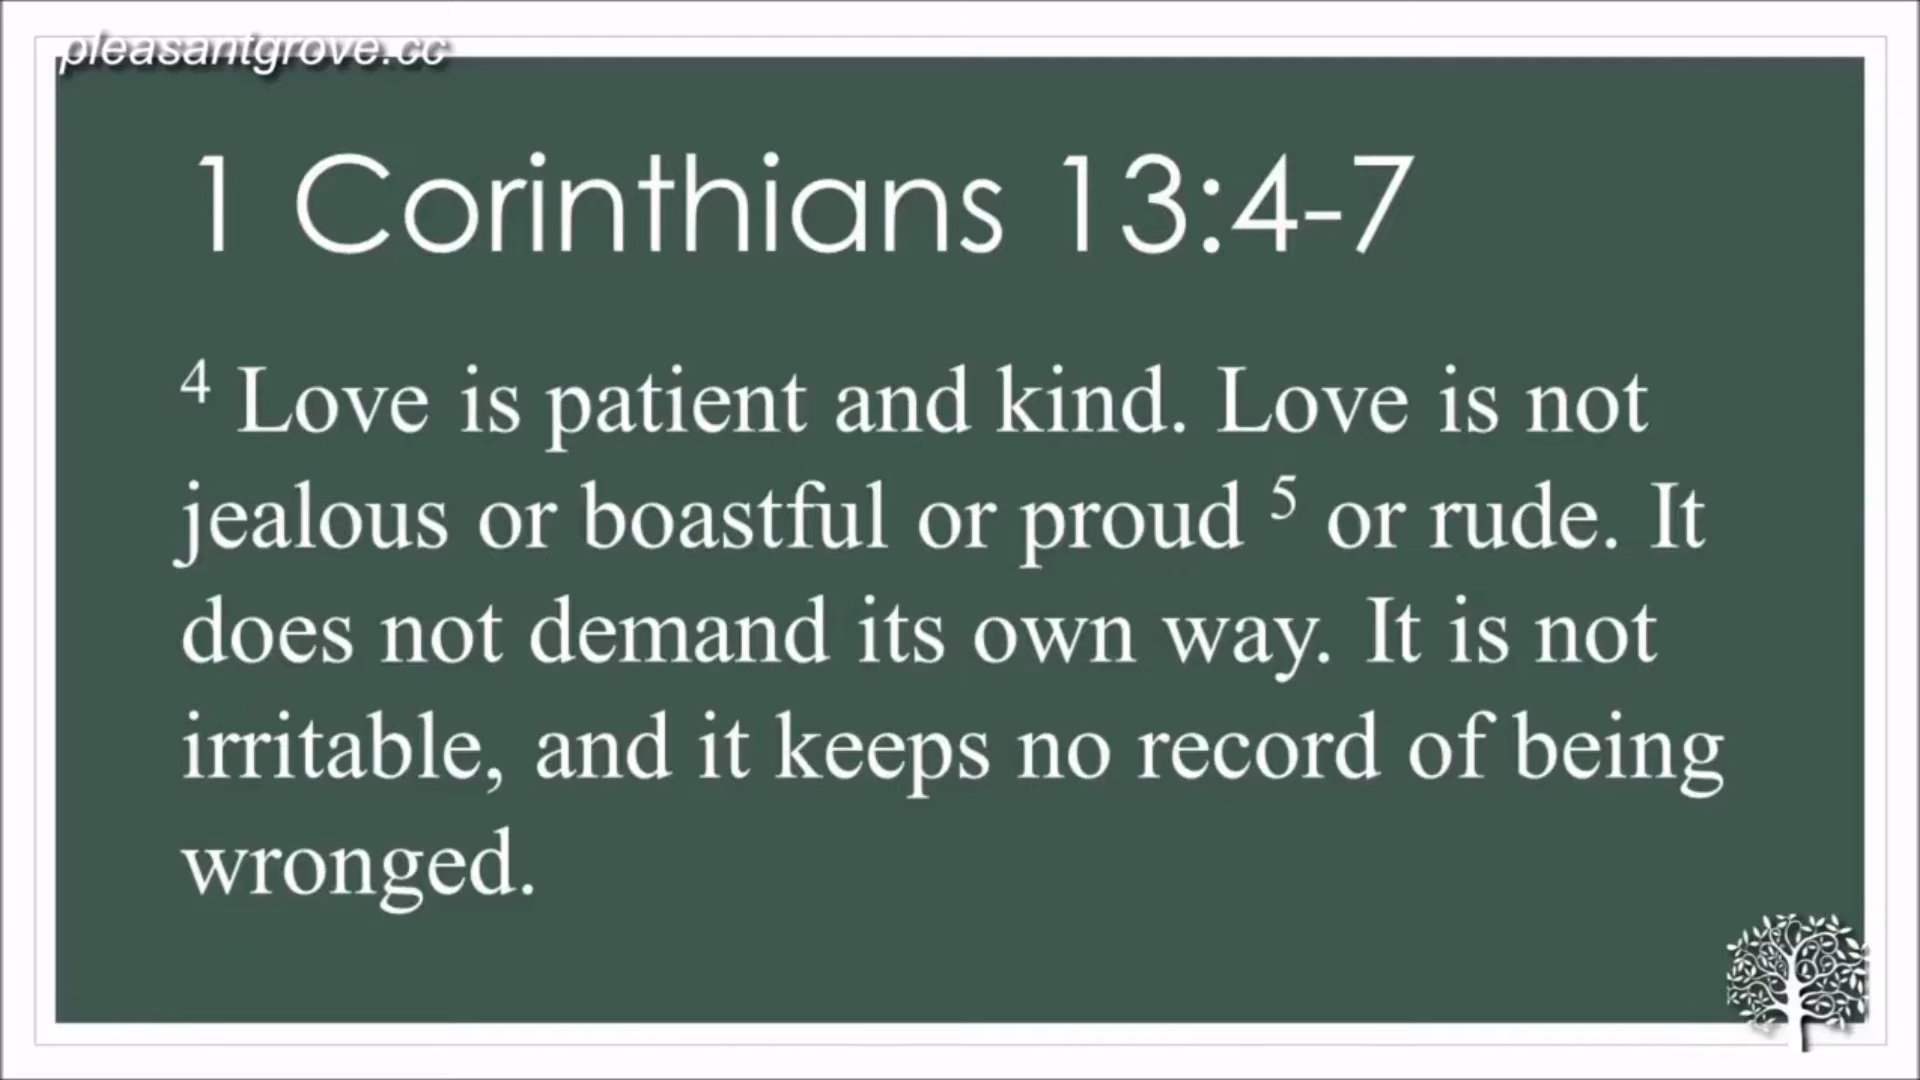 pleasantgrove.cc
1 Corinthians 13:4-7
4 Love is patient and kind. Love is not
jealous or boastful or proud 5 or rude. It
does not demand its own way. It is not
irritable, and it keeps no record of being
wronged.